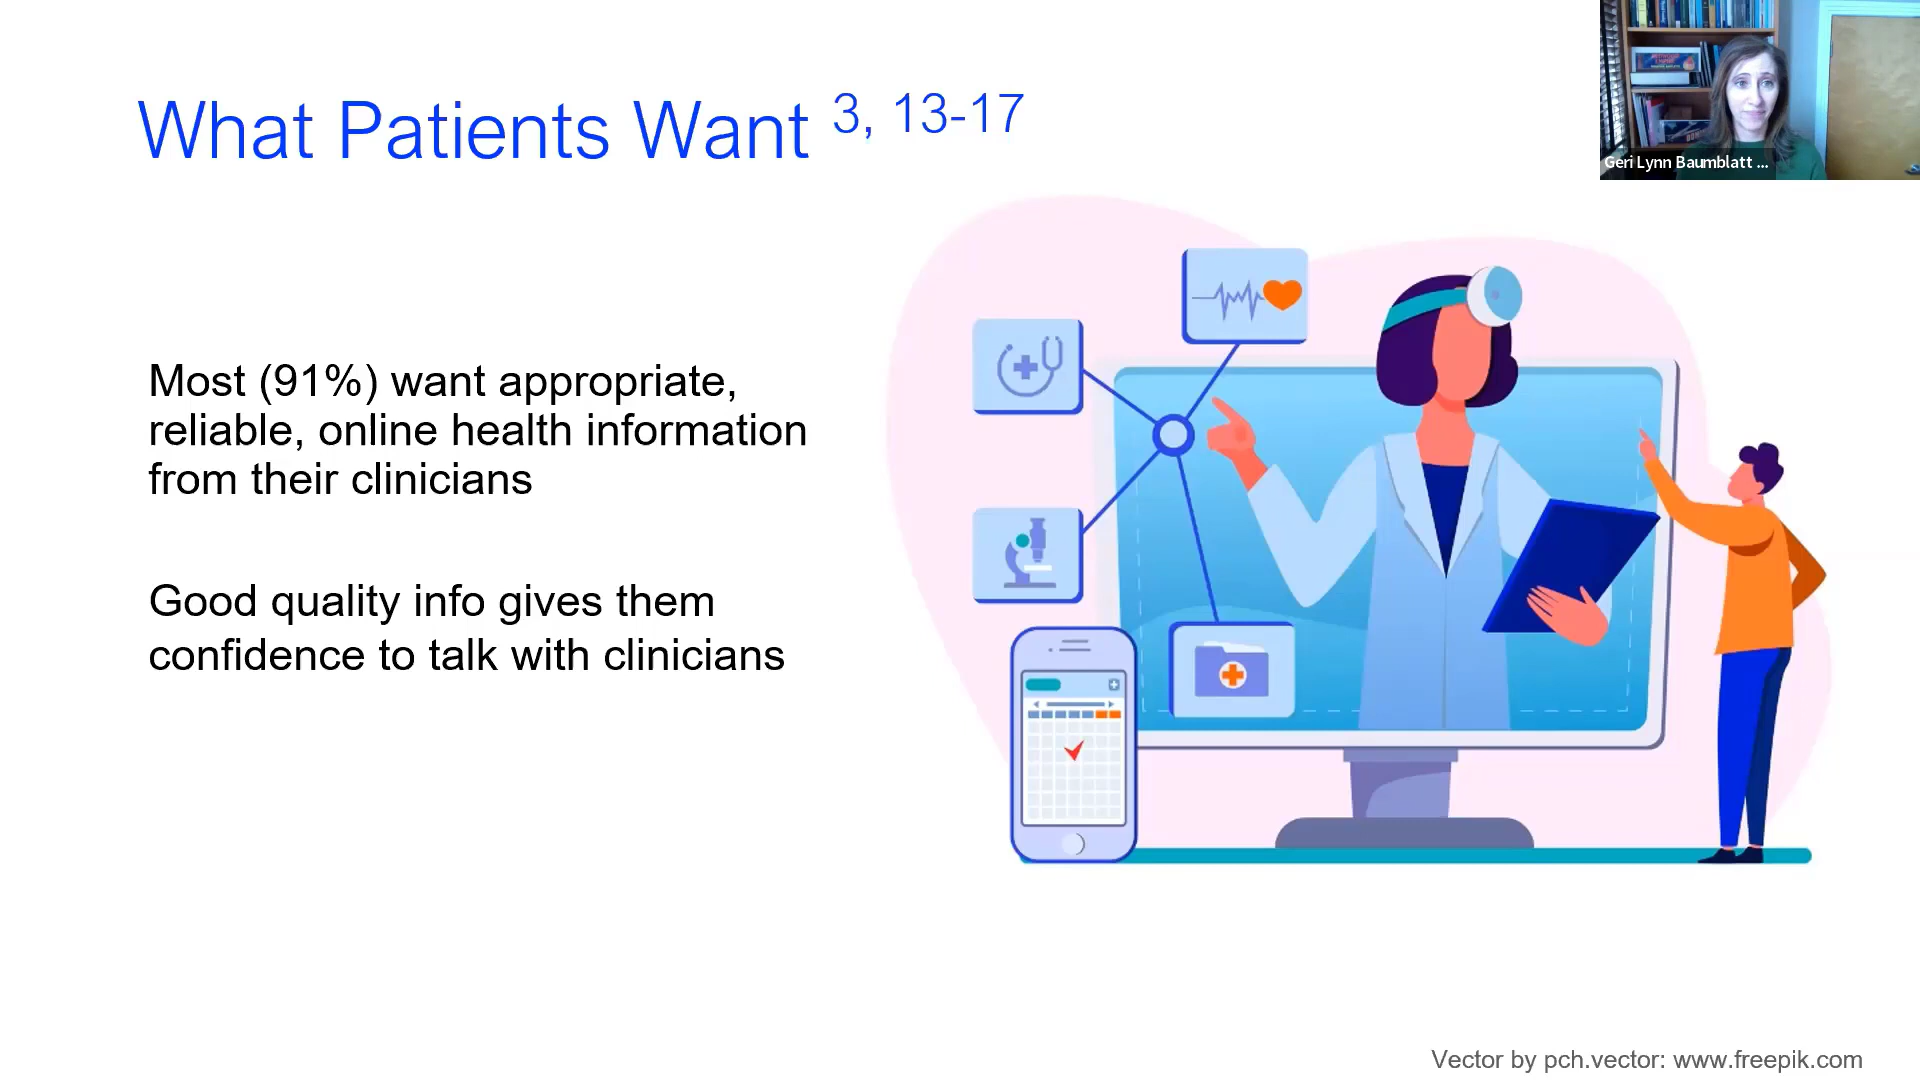 What Patients Want 3, 13-17
Geri Lynn Baumblatt ...
Most (91%) want appropriate,
reliable, online health information
from their clinicians
Good quality info gives them
confidence to talk with clinicians
Vector by pch.vector: www.freepik.com